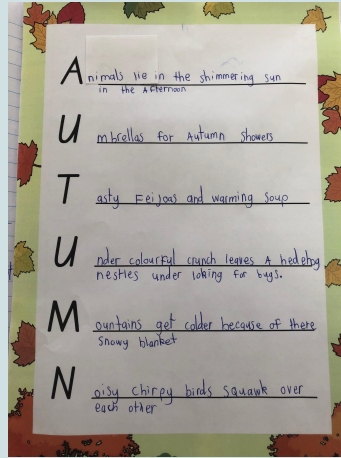 Animals lie in the shimmering sun
in the Afternoon
Umbrellas for Autumn showers
Tasty Feijoas and warming soup
Under colourful crunch leaves A hedehog
nestles under loking for bugs.
Mountains get colder because of there
snowy blanket
Noisy chirpy birds squawk over
each other